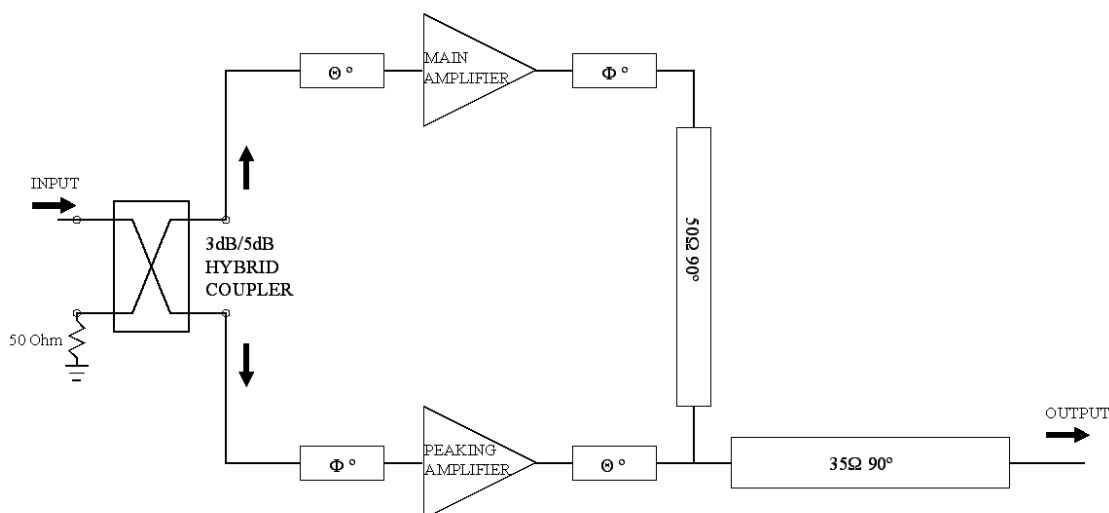 Θ °
MAIN
AMPLIFIER
Φ °
INPUT
3dB/5dB
HYBRID
COUPLER
50Ω 90°
50 Ohm
Φ °
PEAKING
AMPLIFIER
Θ °
35Ω 90°
OUTPUT